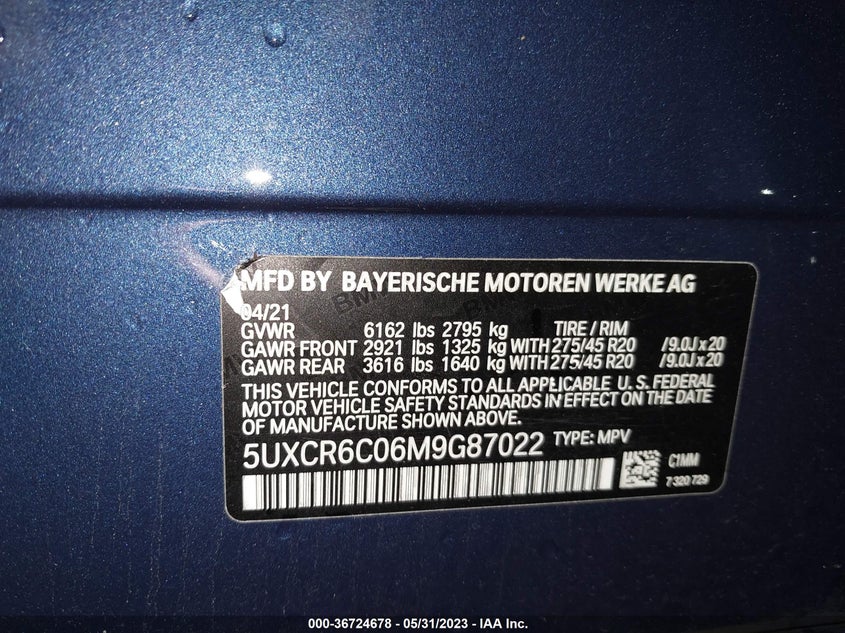 MFD BY BAYERISCHE MOTOREN WERKE AG
04/21
GVWR 6162 lbs 2795 kg TIRE / RIM
GAWR FRONT 2921 lbs 1325 kg WITH 275/45 R20 /9.0J x 20
GAWR REAR 3616 lbs 1640 kg WITH 275/45 R20 /9.0J x 20
THIS VEHICLE CONFORMS TO ALL APPLICABLE U.S. FEDERAL
MOTOR VEHICLE SAFETY STANDARDS IN EFFECT ON THE DATE
OF MANUFACTURE SHOWN ABOVE.
5UXCR6C06M9G87022 TYPE: MPV
C1MM
7 320 729
000-36724678 - 05/31/2023 - IAA Inc.